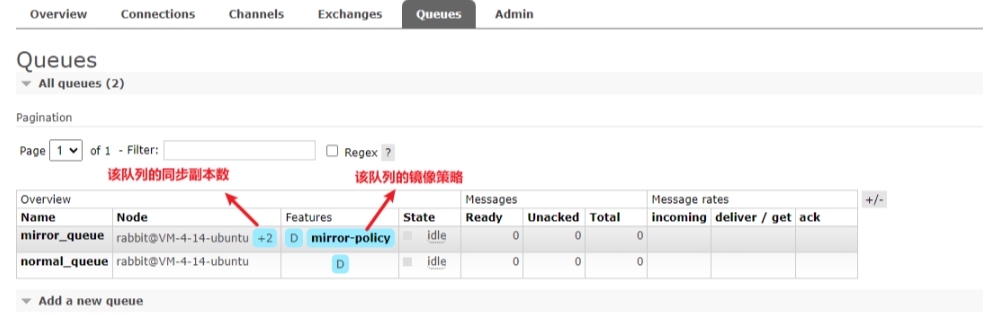 Overview Connections Channels Exchanges Queues Admin
Queues
All queues (2)
Pagination
Page 1 of 1 - Filter: Regex ?
该队列的同步副本数 该队列的镜像策略
Overview Messages Message rates +/-
Name Node Features State Ready Unacked Total incoming deliver / get ack
mirror_queue rabbit@VM-4-14-ubuntu +2 D mirror-policy idle 0 0 0
normal_queue rabbit@VM-4-14-ubuntu D idle 0 0 0
Add a new queue